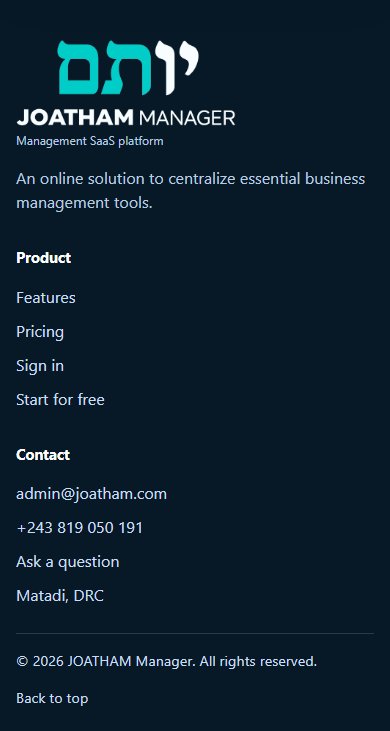 יותם
JOATHAM MANAGER
Management SaaS platform
An online solution to centralize essential business
management tools.
Product
Features
Pricing
Sign in
Start for free
Contact
admin@joatham.com
+243 819 050 191
Ask a question
Matadi, DRC
© 2026 JOATHAM Manager. All rights reserved.
Back to top